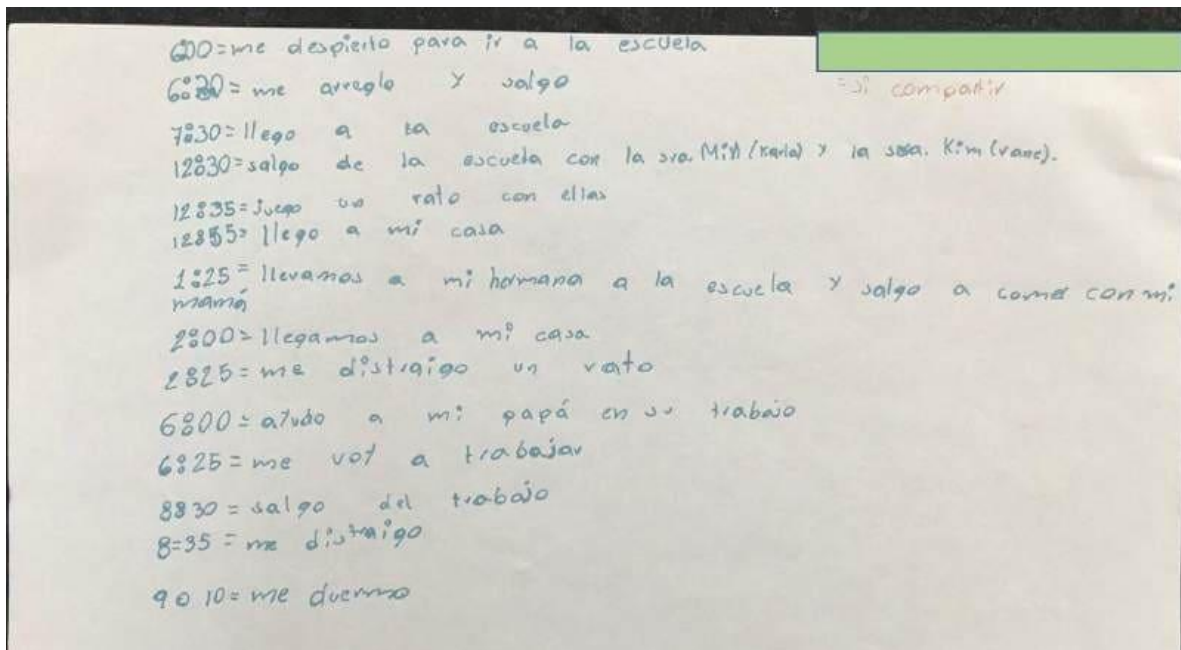 6:00=me despierto para ir a la escuela
=si compartir
6:30= me arreglo y salgo
7:30= llego a la escuela
12:30=salgo de la escuela con la sra. Min (Karla) y la sra. Kim (vane).
12:35= juego un rato con ellas
12:55= llego a mi casa
1:25= llevamos a mi hermana a la escuela y salgo a comer con mi
mamá
2:00= llegamos a mi casa
2:25= me distraigo un rato
6:00= aYudo a mi papá en su trabajo
6:25= me voY a trabajar
8:30= salgo del trabajo
8=35= me distraigo
9 o 10= me duermo